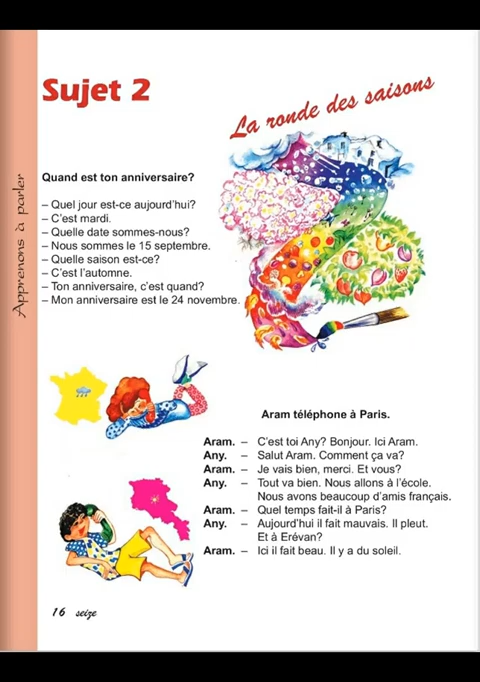 Sujet 2
La ronde des saisons
Apprenons à parler
Quand est ton anniversaire?
– Quel jour est-ce aujourd'hui?
– C'est mardi.
– Quelle date sommes-nous?
– Nous sommes le 15 septembre.
– Quelle saison est-ce?
– C'est l'automne.
– Ton anniversaire, c'est quand?
– Mon anniversaire est le 24 novembre.
Aram téléphone à Paris.
Aram. – C'est toi Any? Bonjour. Ici Aram.
Any. – Salut Aram. Comment ça va?
Aram. – Je vais bien, merci. Et vous?
Any. – Tout va bien. Nous allons à l'école.
Nous avons beaucoup d'amis français.
Aram. – Quel temps fait-il à Paris?
Any. – Aujourd'hui il fait mauvais. Il pleut.
Et à Erévan?
Aram. – Ici il fait beau. Il y a du soleil.
16 seize